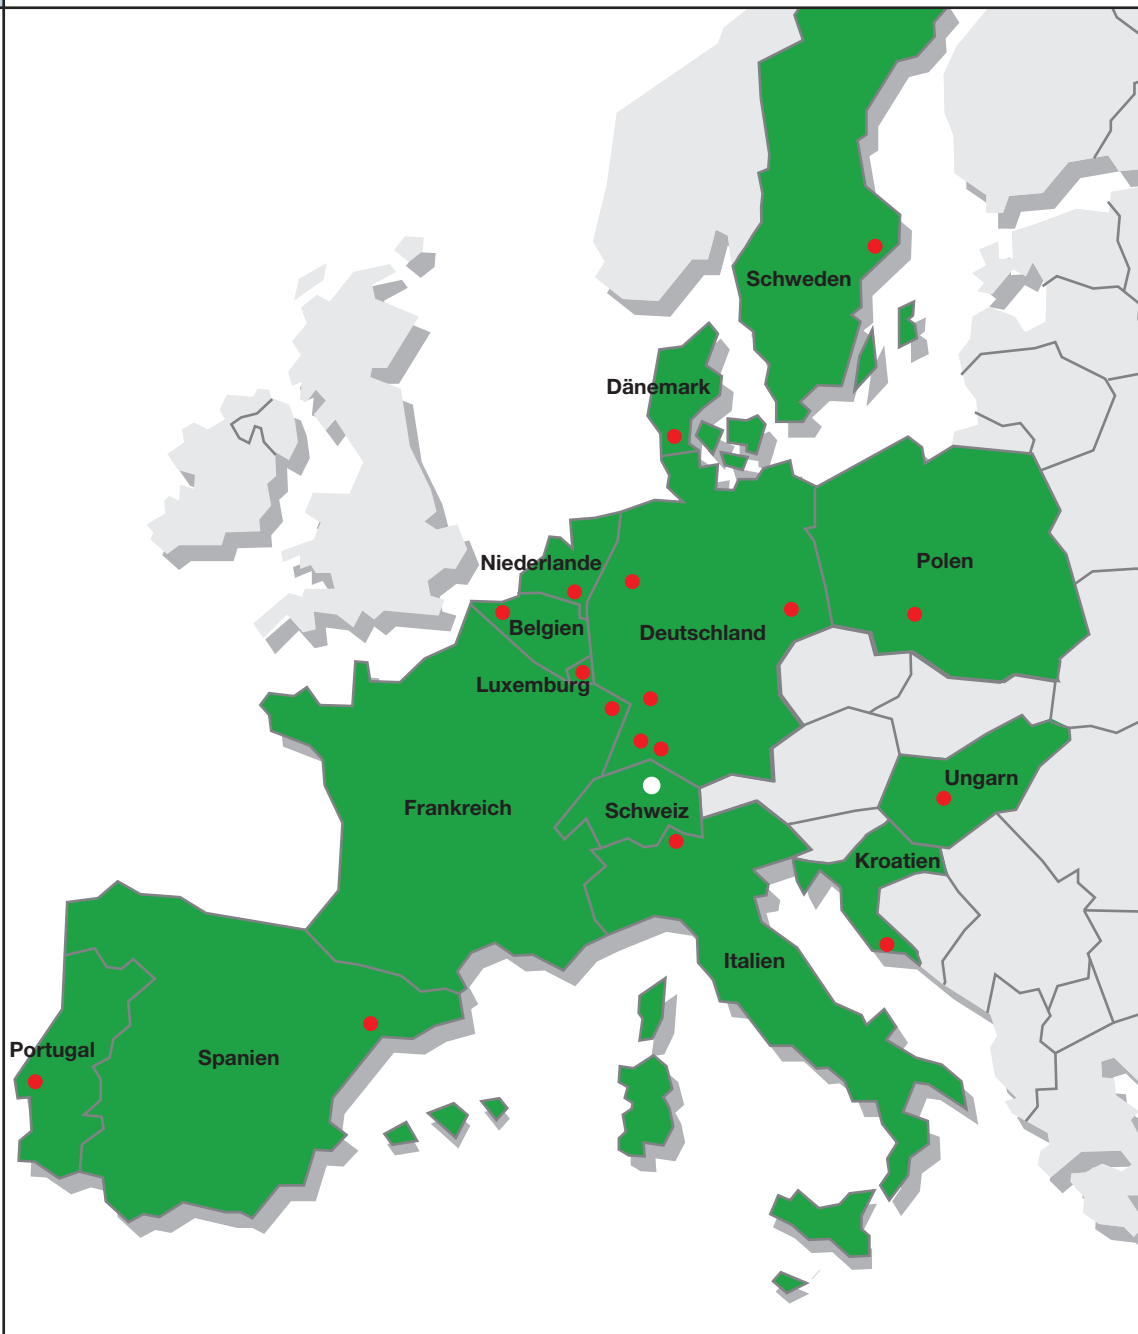 Schweden
Dänemark
Niederlande
Polen
Belgien
Deutschland
Luxemburg
Ungarn
Frankreich
Schweiz
Kroatien
Italien
Portugal
Spanien